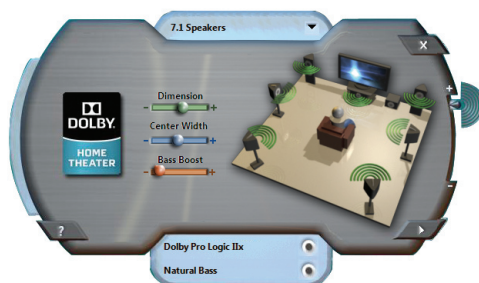 7.1 Speakers
X
Dimension
- +
DOLBY.
Center Width
- +
HOME
THEATER
Bass Boost
- +
+
-
?
Dolby Pro Logic IIx
Natural Bass